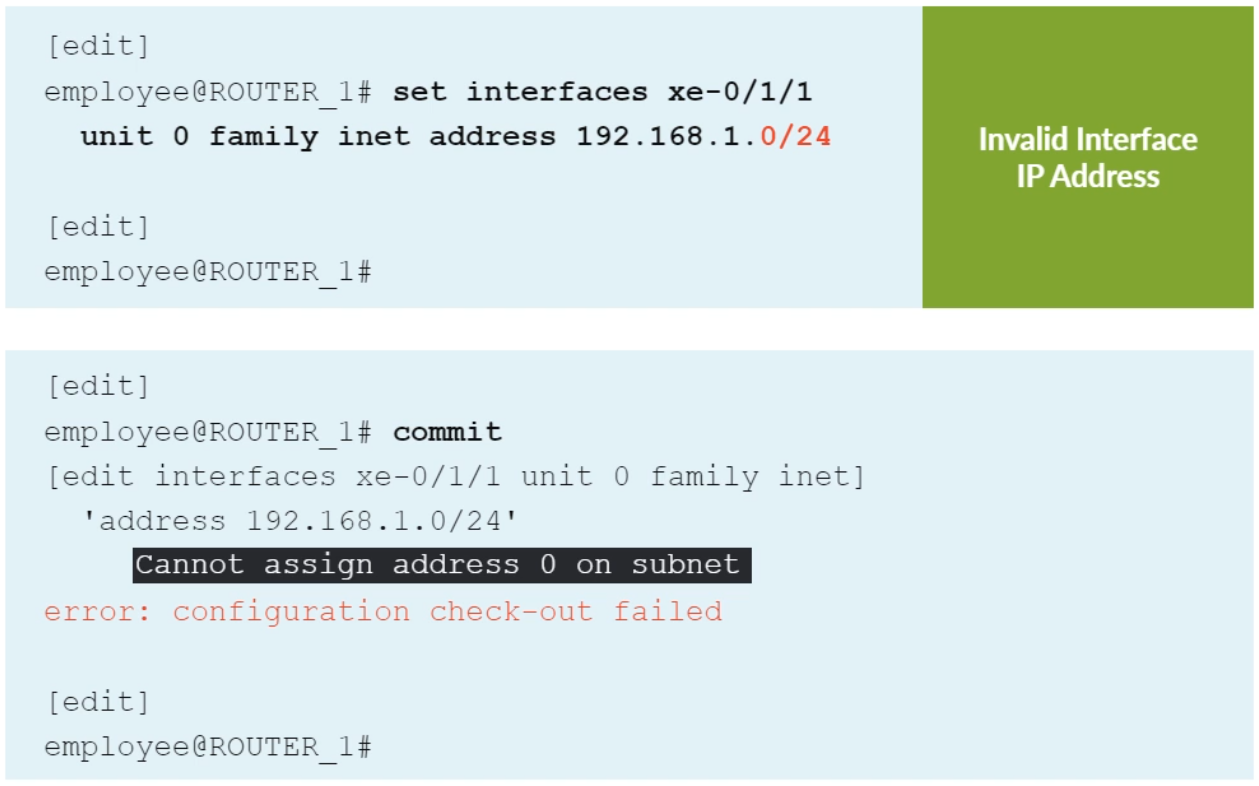 [edit]
employee@ROUTER_1# set interfaces xe-0/1/1
unit 0 family inet address 192.168.1.0/24
[edit]
employee@ROUTER_1#
Invalid Interface
IP Address
[edit]
employee@ROUTER_1# commit
[edit interfaces xe-0/1/1 unit 0 family inet]
'address 192.168.1.0/24'
Cannot assign address 0 on subnet
error: configuration check-out failed
[edit]
employee@ROUTER_1#